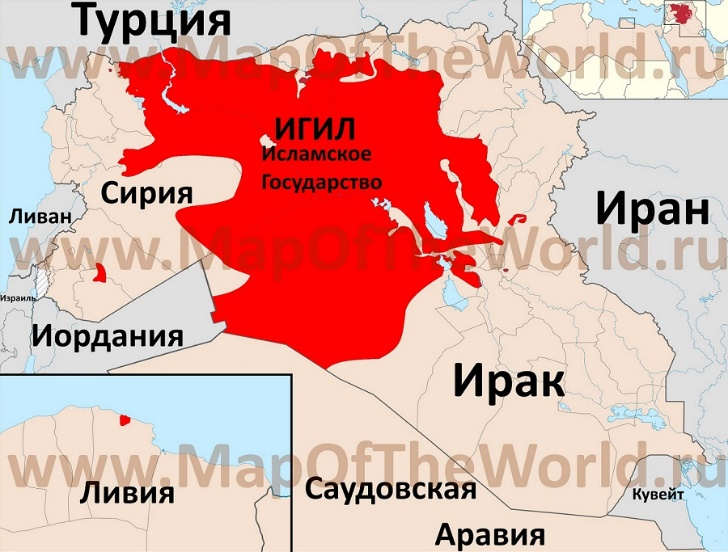 Турция
www.MapOfTheWorld.ru
ИГИЛ
Исламское
Государство
Сирия
Ливан
Иран
www.MapOfTheWorld.ru
Израиль
Иордания
Ирак
www.MapOfTheWorld.ru
Ливия
Саудовская
Аравия
Кувейт